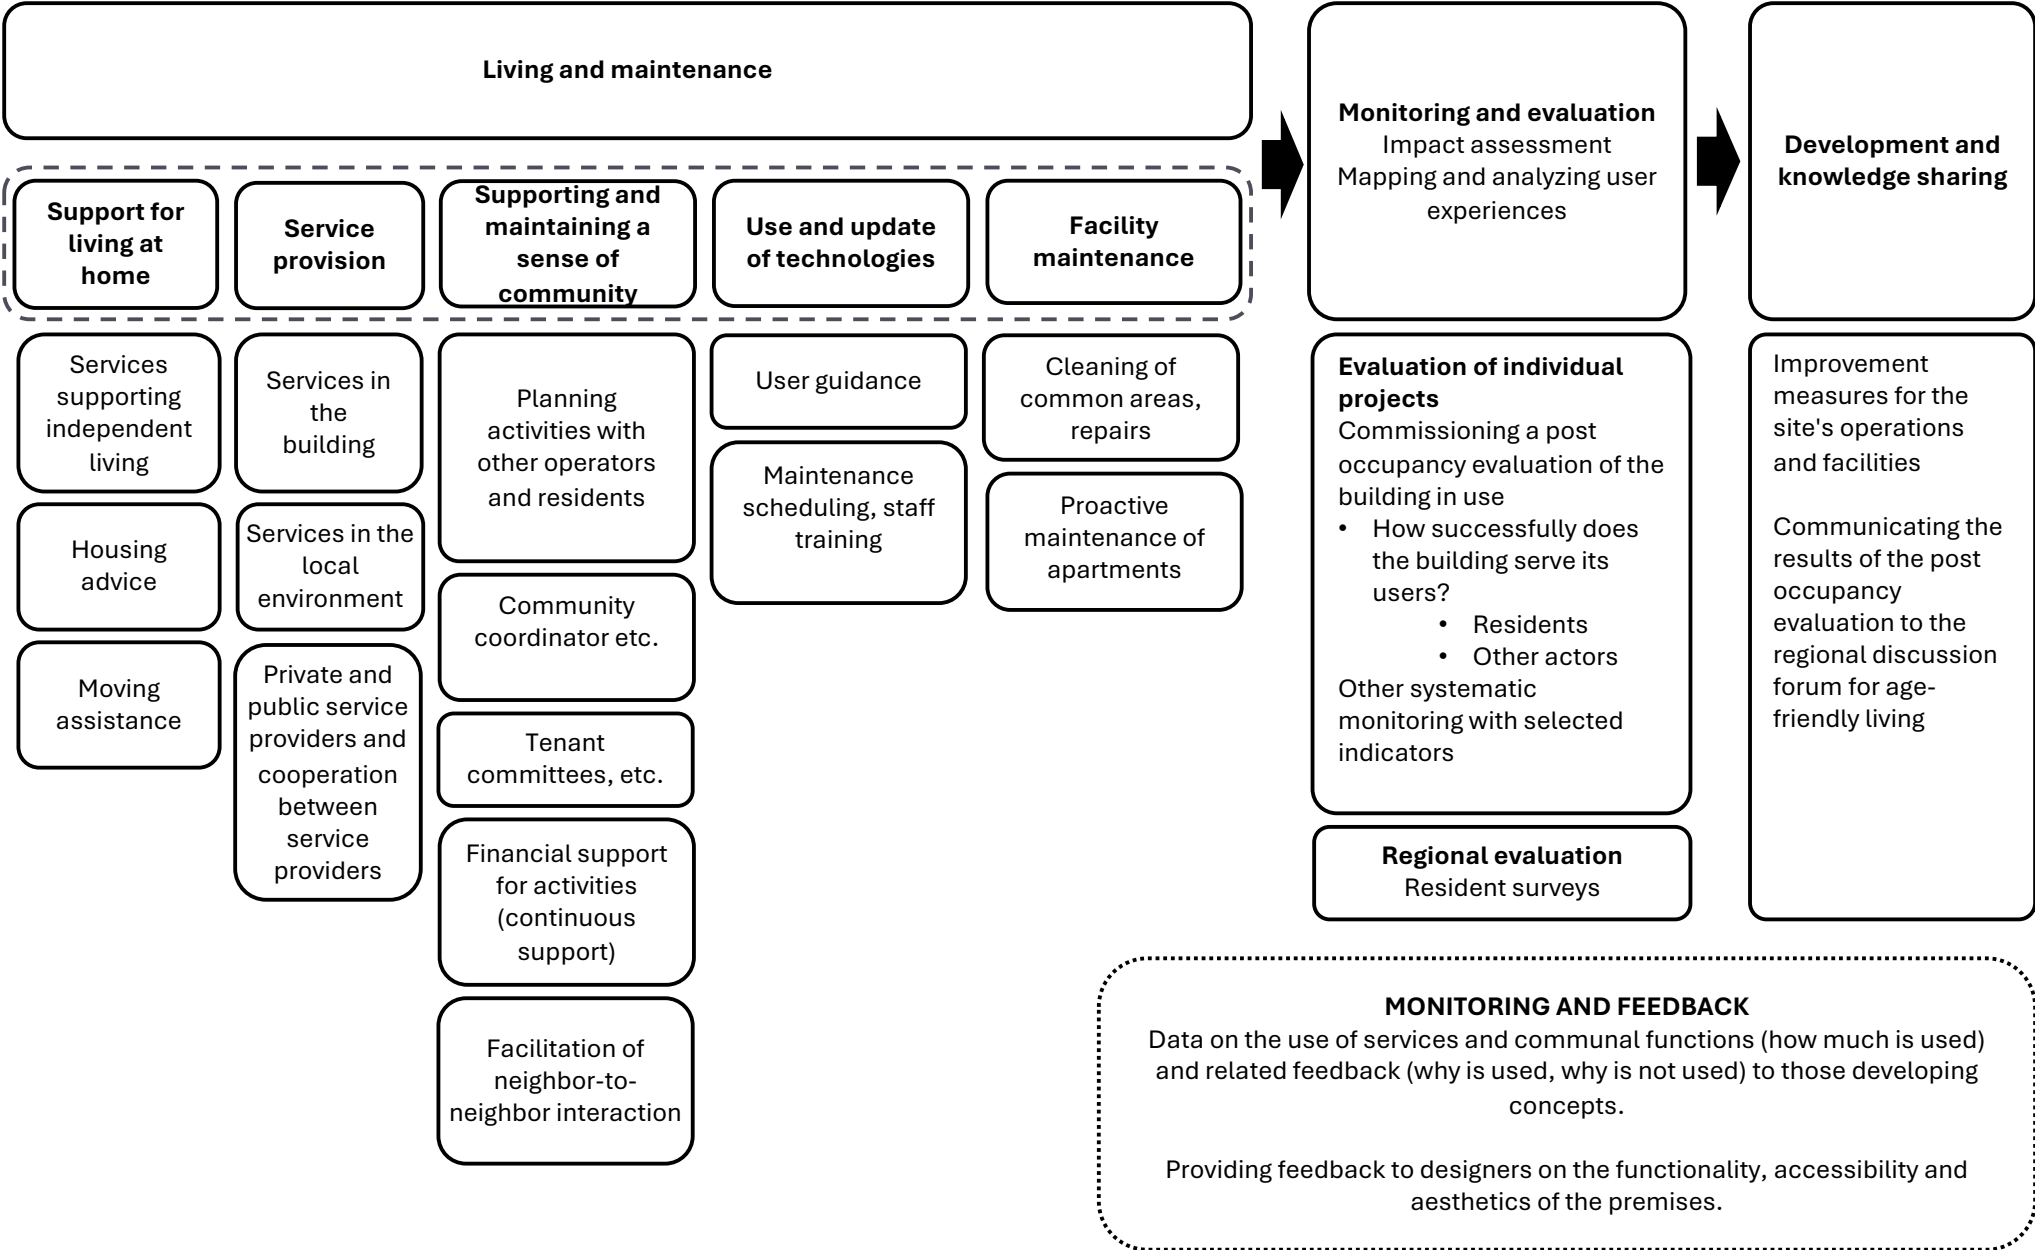 Living and maintenance
Support for
living at
home
Service
provision
Supporting and
maintaining a
sense of
community
Use and update
of technologies
Facility
maintenance
Services
supporting
independent
living
Housing
advice
Moving
assistance
Services in
the
building
Services in the
local
environment
Private and
public service
providers and
cooperation
between
service
providers
Planning
activities with
other operators
and residents
Community
coordinator etc.
Tenant
committees, etc.
Financial support
for activities
(continuous
support)
Facilitation of
neighbor-to-
neighbor interaction
User guidance
Maintenance
scheduling, staff
training
Cleaning of
common areas,
repairs
Proactive
maintenance of
apartments
Monitoring and evaluation
Impact assessment
Mapping and analyzing user
experiences
Evaluation of individual
projects
Commissioning a post
occupancy evaluation of the
building in use
• How successfully does
the building serve its
users?
• Residents
• Other actors
Other systematic
monitoring with selected
indicators
Regional evaluation
Resident surveys
Development and
knowledge sharing
Improvement
measures for the
site's operations
and facilities
Communicating the
results of the post
occupancy
evaluation to the
regional discussion
forum for age-
friendly living
MONITORING AND FEEDBACK
Data on the use of services and communal functions (how much is used)
and related feedback (why is used, why is not used) to those developing
concepts.
Providing feedback to designers on the functionality, accessibility and
aesthetics of the premises.